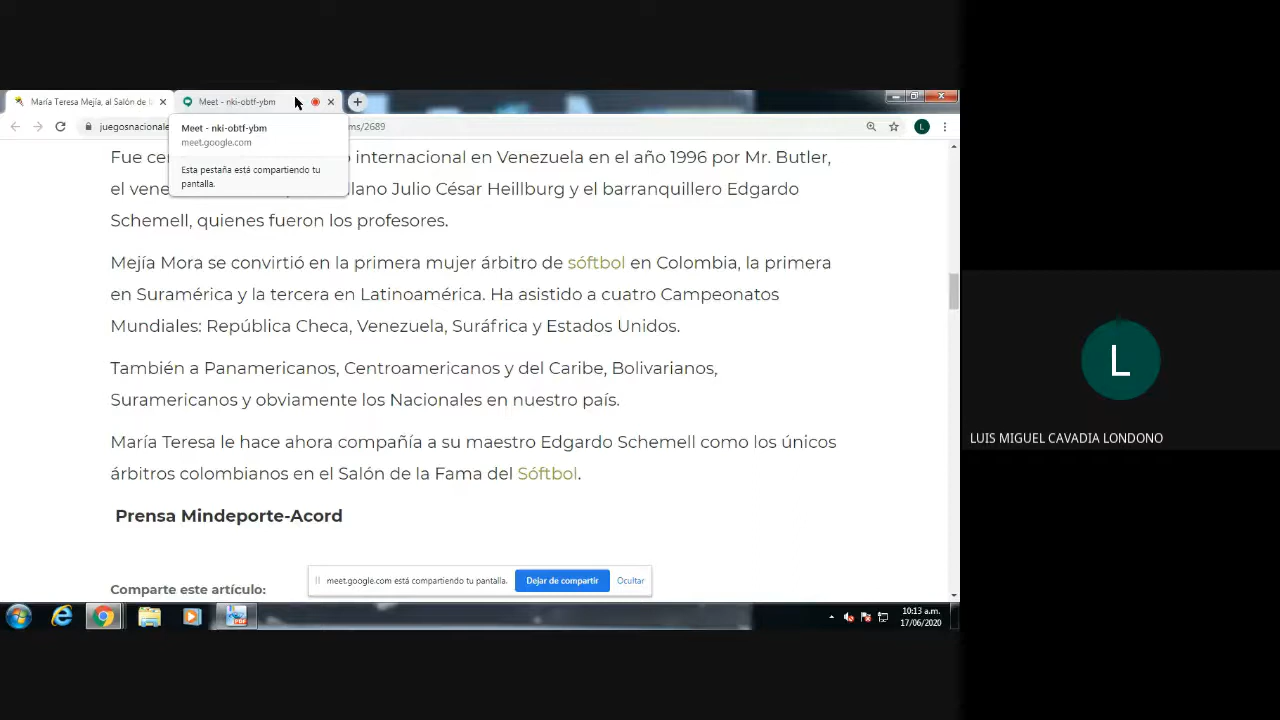 María Teresa Mejía, al Salón de l
Meet - nki-obtf-ybm
juegosnacionale
ms/2689
L
Meet - nki-obtf-ybm
meet.google.com
Esta pestaña está compartiendo tu
pantalla.
Fue cer
internacional en Venezuela en el año 1996 por Mr. Butler,
el vene
llano Julio César Heillburg y el barranquillero Edgardo
Schemell, quienes fueron los profesores.
Mejía Mora se convirtió en la primera mujer árbitro de sóftbol en Colombia, la primera
en Suramérica y la tercera en Latinoamérica. Ha asistido a cuatro Campeonatos
Mundiales: República Checa, Venezuela, Suráfrica y Estados Unidos.
También a Panamericanos, Centroamericanos y del Caribe, Bolivarianos,
Suramericanos y obviamente los Nacionales en nuestro país.
María Teresa le hace ahora compañía a su maestro Edgardo Schemell como los únicos
árbitros colombianos en el Salón de la Fama del Sóftbol.
Prensa Mindeporte-Acord
Comparte este artículo:
meet.google.com está compartiendo tu pantalla.
Dejar de compartir
Ocultar
PDF
10:13 a.m.
17/06/2020
L
LUIS MIGUEL CAVADIA LONDONO